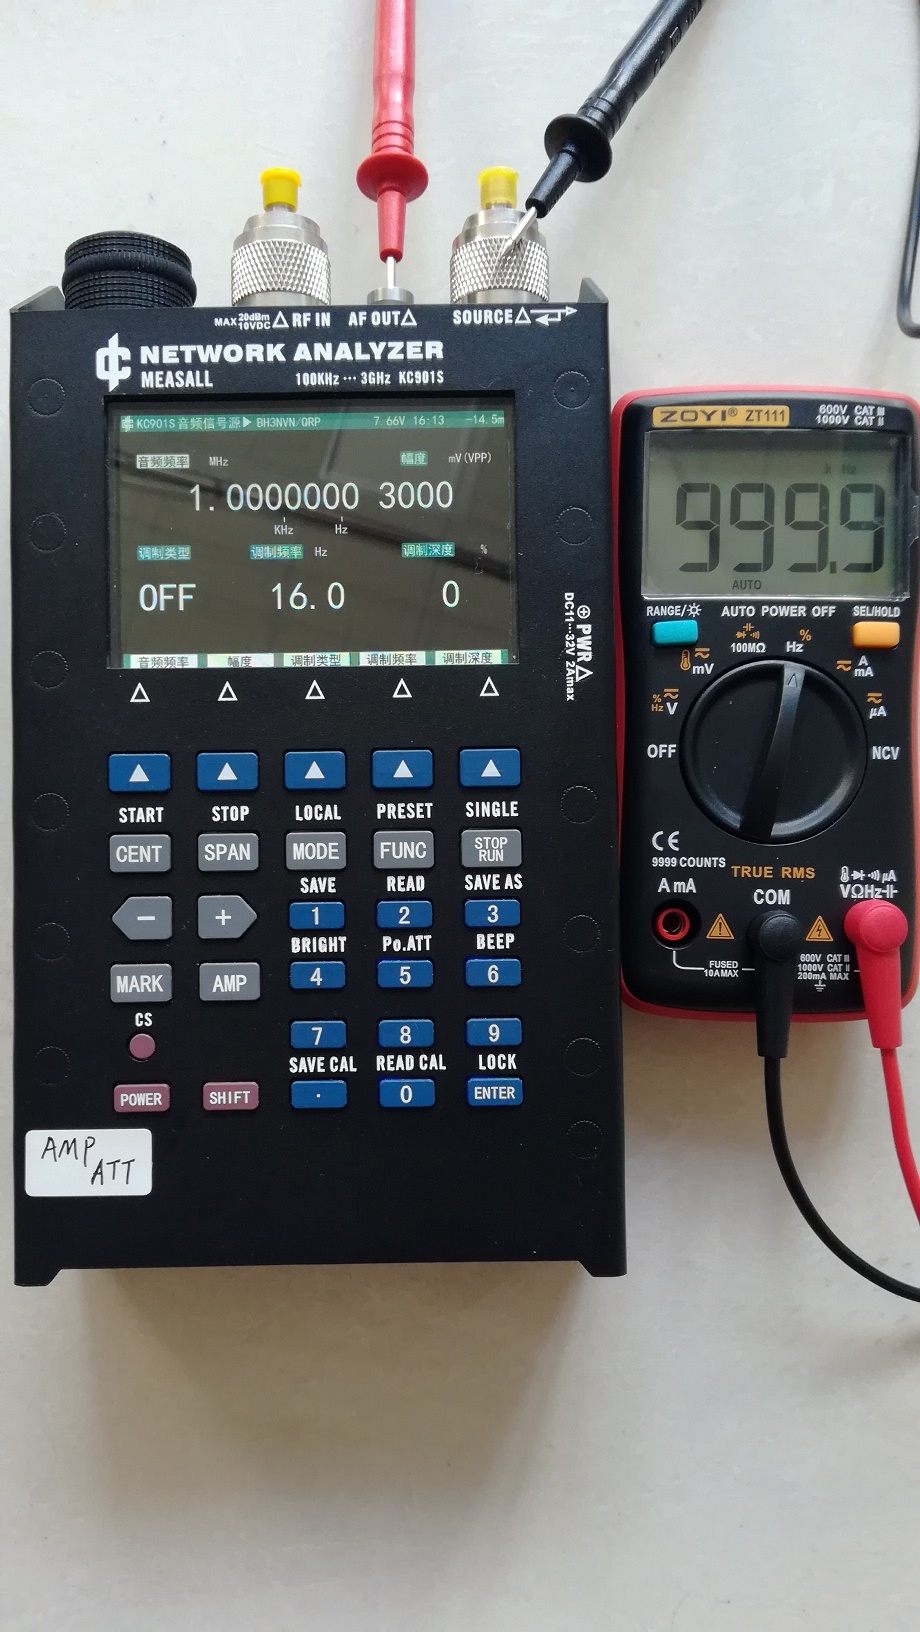 MAX 20dBm 10VDC △ RF IN AF OUT△ SOURCE△
NETWORK ANALYZER
MEASALL 100KHz ··· 3GHz KC901S
KC901S 音频信号源▶ BH3NVN/QRP 7.66V 16:13 -14.5m
音频频率 MHz 幅度 mV(VPP)
1.0000000 3000
KHz Hz
调制类型 调制频率 Hz 调制深度 %
OFF 16.0 0
音频频率 幅度 调制类型 调制频率 调制深度
PWR△
DC11···32V 2Amax
START STOP LOCAL PRESET SINGLE
CENT SPAN MODE FUNC STOP RUN
SAVE READ SAVE AS
− + 1 2 3
BRIGHT Po.ATT BEEP
MARK AMP 4 5 6
CS
7 8 9
SAVE CAL READ CAL LOCK
POWER SHIFT · 0 ENTER
AMP
ATT
ZOYI® ZT111 600V CAT III
1000V CAT II
k Hz
999.9
AUTO
RANGE/ AUTO POWER OFF SEL/HOLD
100MΩ Hz %
mV A mA
% Hz V μA
OFF NCV
CE
9999 COUNTS
TRUE RMS
A mA COM VΩHz
μA
FUSED
10A MAX
600V CAT III
1000V CAT II
200mA MAX